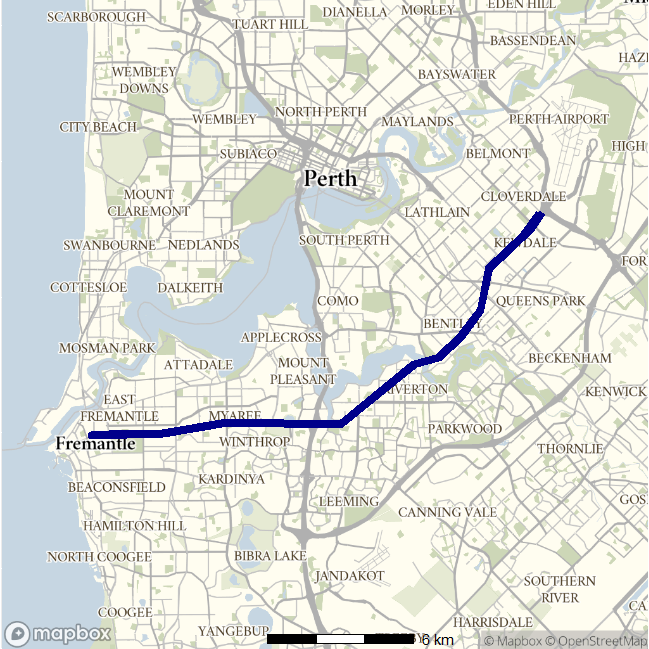 SCARBOROUGH
TUART HILL
DIANELLA
MORLEY
EDEN HILL
BASSENDEAN
WEMBLEY
DOWNS
BAYSWATER
HAZ
NORTH PERTH
WEMBLEY
CITY BEACH
MAYLANDS
PERTH AIRPORT
SUBIACO
BELMONT
HIGH
Perth
MOUNT
CLAREMONT
CLOVERDALE
LATHLAIN
SWANBOURNE
NEDLANDS
SOUTH PERTH
KEWDALE
FOR
COTTESLOE
DALKEITH
COMO
QUEENS PARK
BENTLEY
APPLECROSS
MOSMAN PARK
ATTADALE
MOUNT
PLEASANT
BECKENHAM
RIVERTON
KENWICK
EAST
FREMANTLE
MYAREE
PARKWOOD
Fremantle
WINTHROP
THORNLIE
KARDINYA
BEACONSFIELD
LEEMING
GOS
CANNING VALE
HAMILTON HILL
NORTH COOGEE
BIBRA LAKE
JANDAKOT
SOUTHERN
RIVER
COOGEE
CA
YANGEBUP
HARRISDALE
6 km
mapbox
© Mapbox © OpenStreetMap